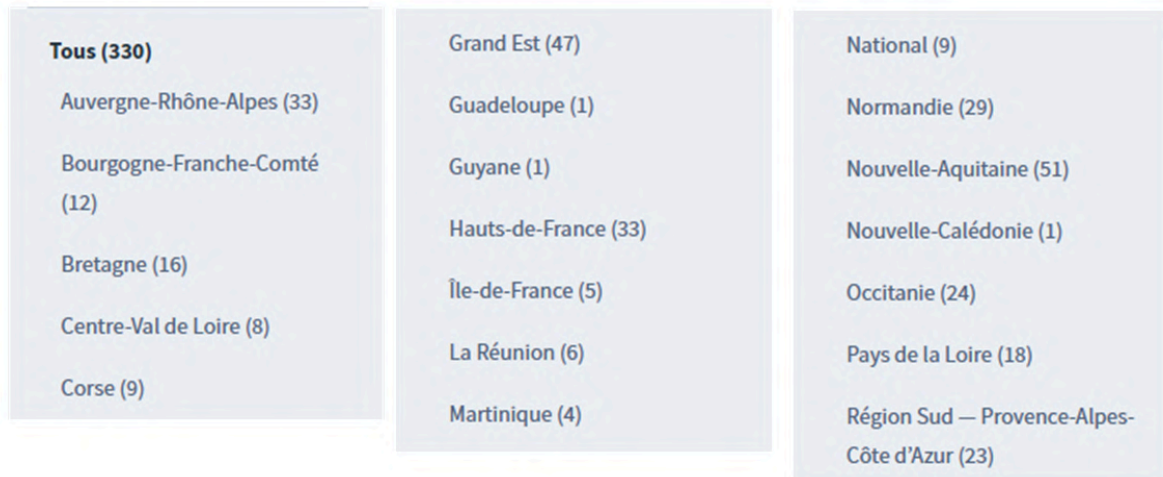 Tous (330)
Auvergne-Rhône-Alpes (33)
Bourgogne-Franche-Comté
(12)
Bretagne (16)
Centre-Val de Loire (8)
Corse (9)
Grand Est (47)
Guadeloupe (1)
Guyane (1)
Hauts-de-France (33)
Île-de-France (5)
La Réunion (6)
Martinique (4)
National (9)
Normandie (29)
Nouvelle-Aquitaine (51)
Nouvelle-Calédonie (1)
Occitanie (24)
Pays de la Loire (18)
Région Sud — Provence-Alpes-
Côte d’Azur (23)